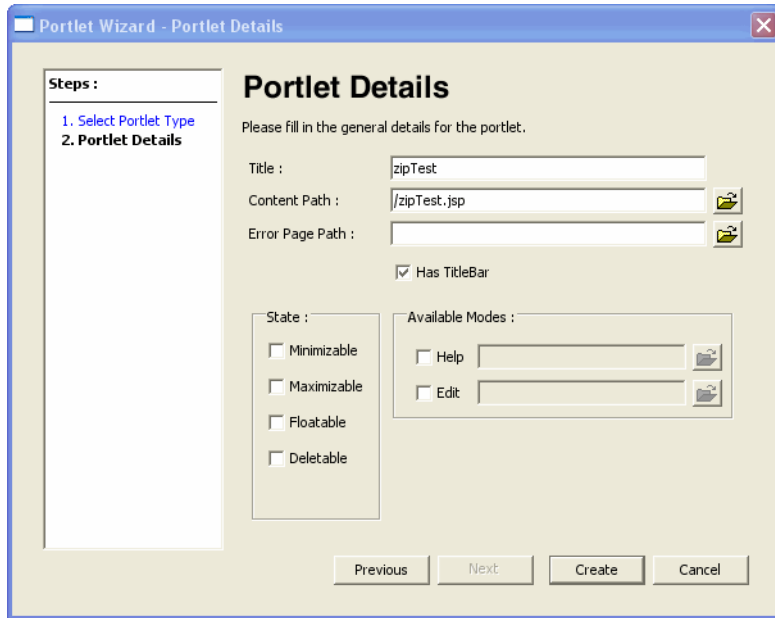 Portlet Wizard - Portlet Details
Steps :
1. Select Portlet Type
2. Portlet Details
Portlet Details
Please fill in the general details for the portlet.
Title : zipTest
Content Path : /zipTest.jsp
Error Page Path :
Has TitleBar
State :
Minimizable
Maximizable
Floatable
Deletable
Available Modes :
Help
Edit
Previous Next Create Cancel